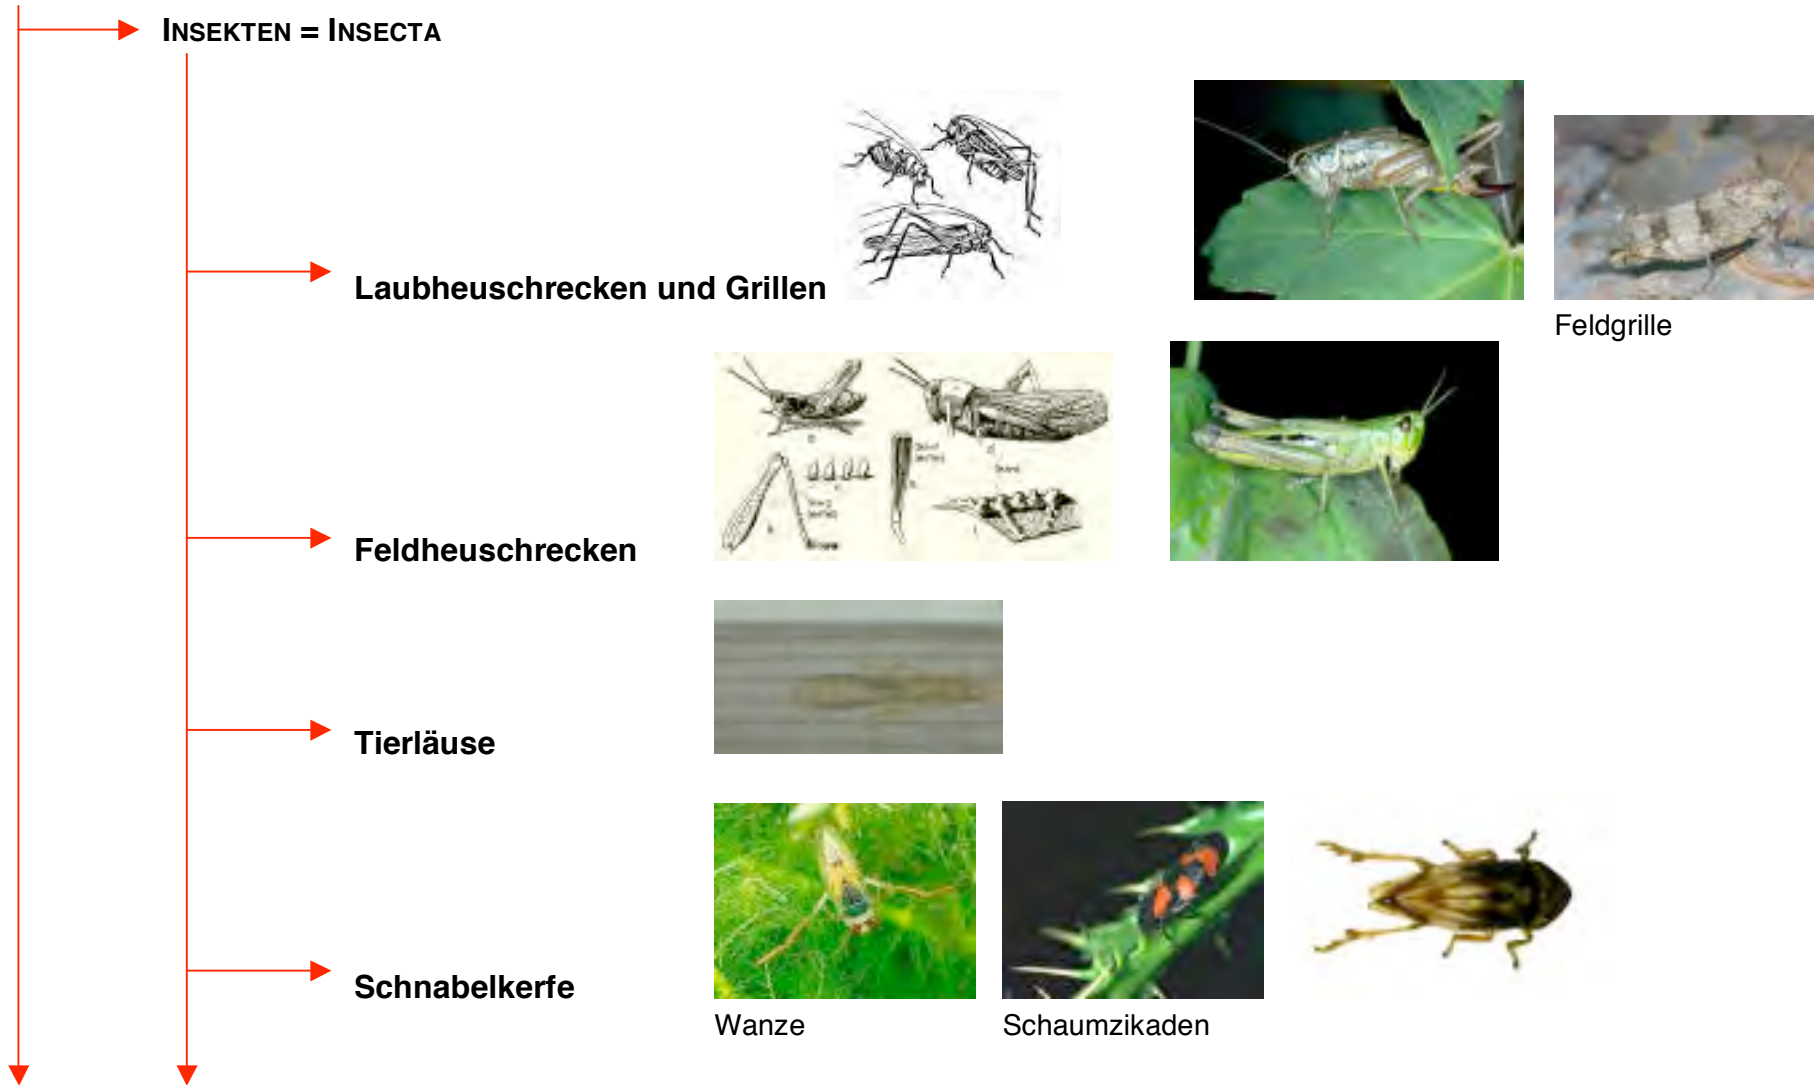 INSEKTEN = INSECTA
Laubheuschrecken und Grillen
Feldgrille
Feldheuschrecken
Tierläuse
Schnabelkerfe
Wanze
Schaumzikaden